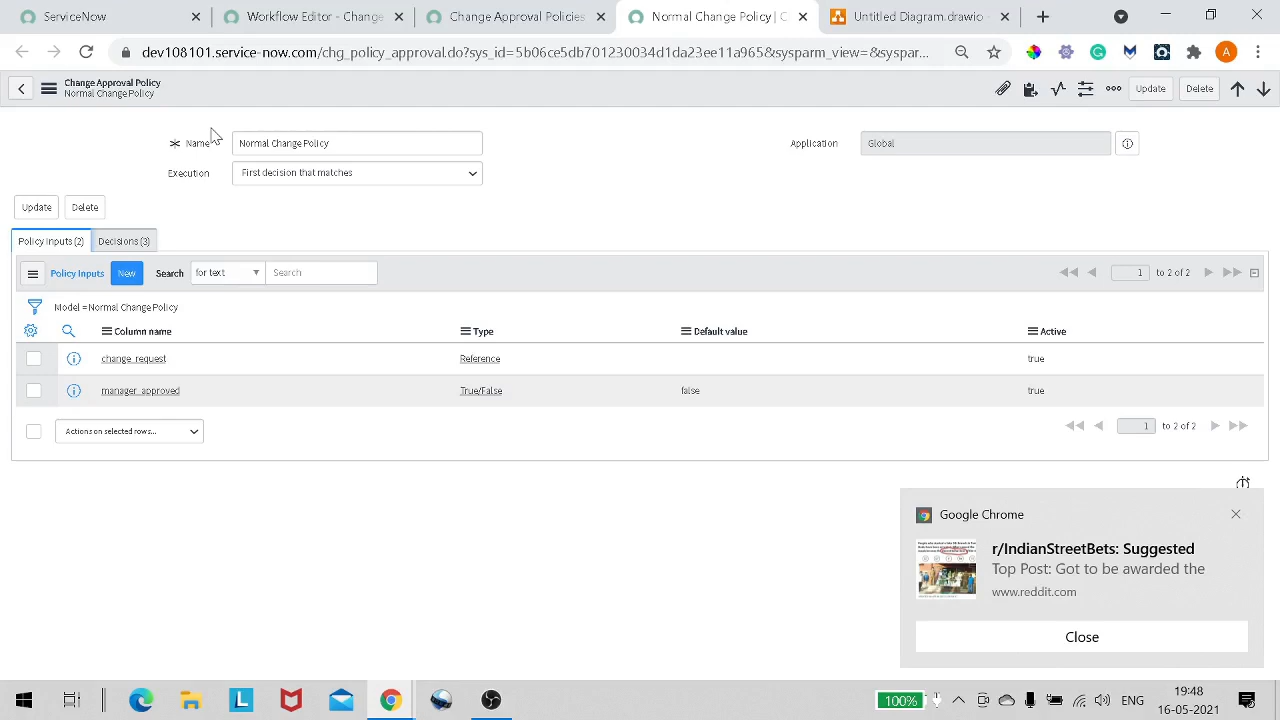 ServiceNow
Workflow Editor - Change
Change Approval Policies
Normal Change Policy | C
Untitled Diagram.drawio -
dev108101.service-now.com/chg_policy_approval.do?sys_id=5b06ce5db701230034d1da23ee11a965&sysparm_view=&syspar...
A
Change Approval Policy
Normal Change Policy
Update
Delete
Name
Normal Change Policy
Application
Global
Execution
First decision that matches
Update
Delete
Policy Inputs (2)
Decisions (3)
Policy Inputs
New
Search
for text
Search
1
to 2 of 2
Model = Normal Change Policy
Column name
Type
Default value
Active
change_request
Reference
true
manager_approved
True/False
false
true
Actions on selected rows...
1
to 2 of 2
Google Chrome
r/IndianStreetBets: Suggested
Top Post: Got to be awarded the
www.reddit.com
Close
L
100%
ENG
19:48
16-05-2021